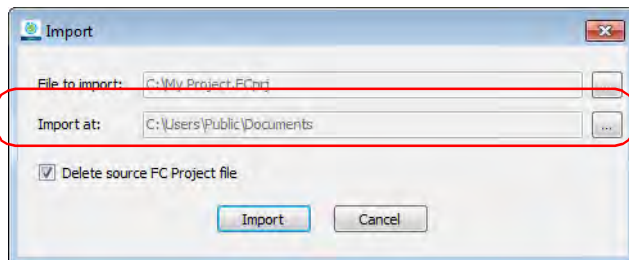 Import
File to import: C:\My Project.FCprj ...
Import at: C:\Users\Public\Documents ...
Delete source FC Project file
Import Cancel